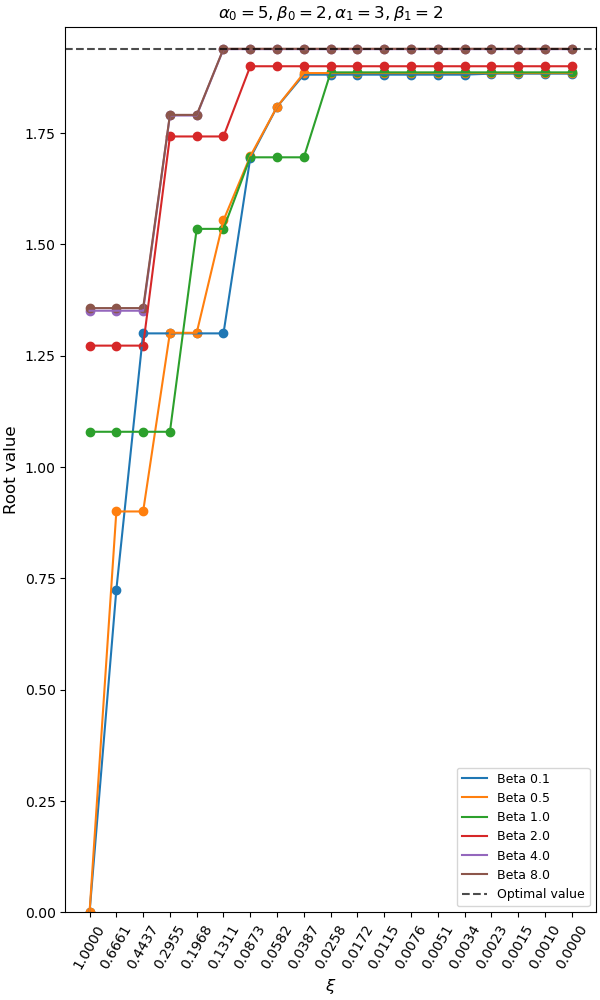 α₀ = 5, β₀ = 2, α₁ = 3, β₁ = 2
Root value
1.75
1.50
1.25
1.00
0.75
0.50
0.25
0.00
Beta 0.1
Beta 0.5
Beta 1.0
Beta 2.0
Beta 4.0
Beta 8.0
Optimal value
1.0000
0.6661
0.4437
0.2955
0.1968
0.1311
0.0873
0.0582
0.0387
0.0258
0.0172
0.0115
0.0076
0.0051
0.0034
0.0023
0.0015
0.0010
0.0000
ξ